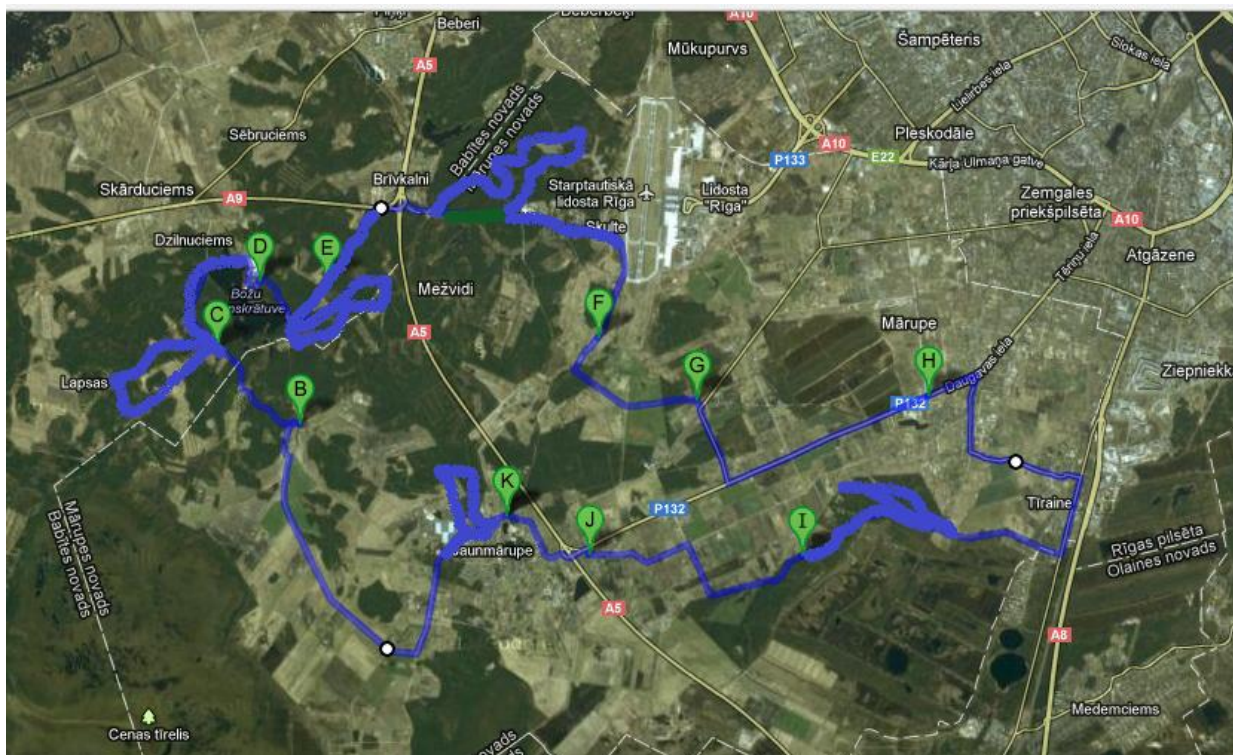 Beberi
A10
Mūkupurvs
Šampēteris
Slokas iela
A5
Lielirbes iela
Sēbruciems
Babītes novads
Mārupes novads
Pleskodāle
A10
P133
E22
Kārļa Ulmaņa gatve
Skārduciems
Brīvkalni
Starptautiskā
lidosta Rīga
Lidosta
"Rīga"
Zemgales
priekšpilsēta
A9
A10
Skulte
Dzilnuciems
D
E
Atgāzene
Tēriņu iela
Božu
Mežvidi
C
F
A5
Mārupe
Lapsas
G
H
Daugavas iela
Ziepniekka
P132
B
K
Tīraine
P132
J
I
Jaunmārupe
Mārupes novads
Babītes novads
Rīgas pilsēta
Olaines novads
A5
A8
Medemciems
Cenas tīrelis